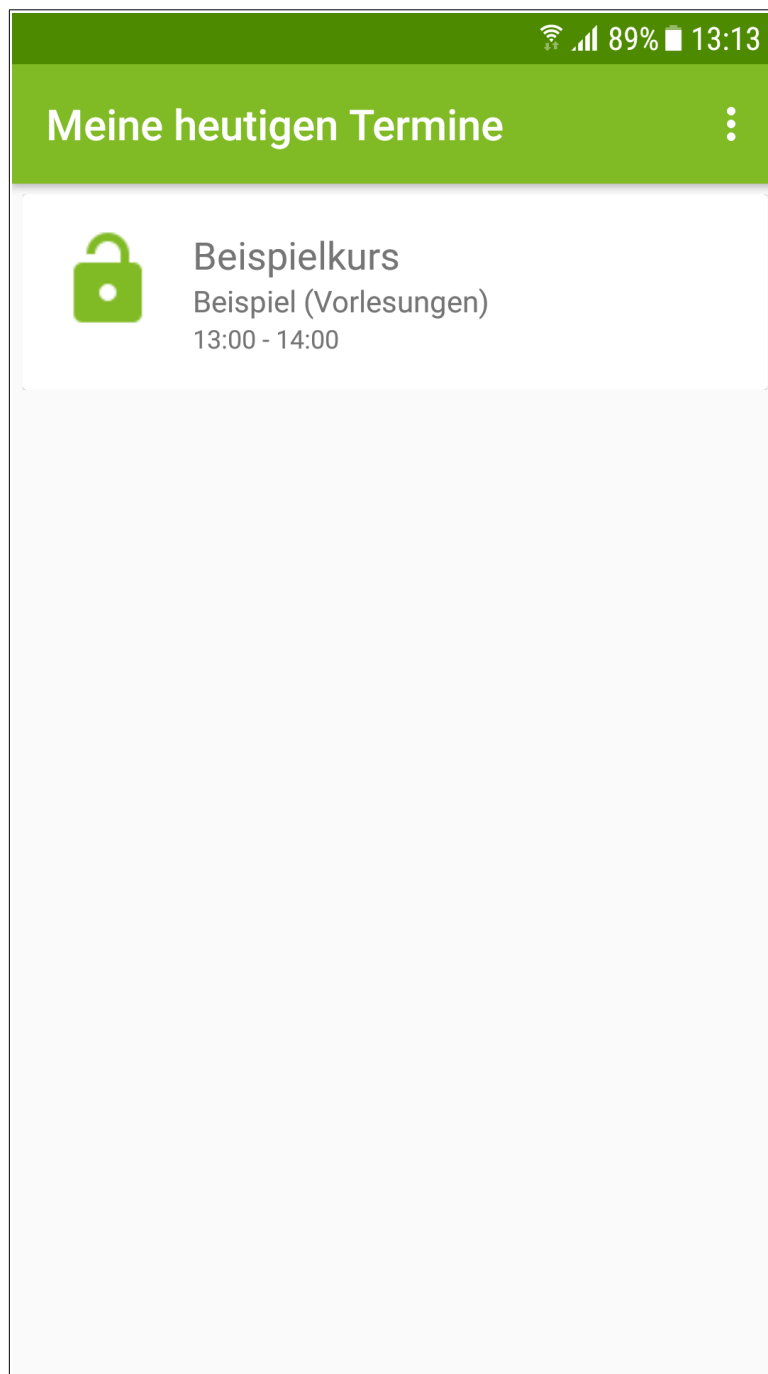 89% 13:13
Meine heutigen Termine
Beispielkurs
Beispiel (Vorlesungen)
13:00 - 14:00